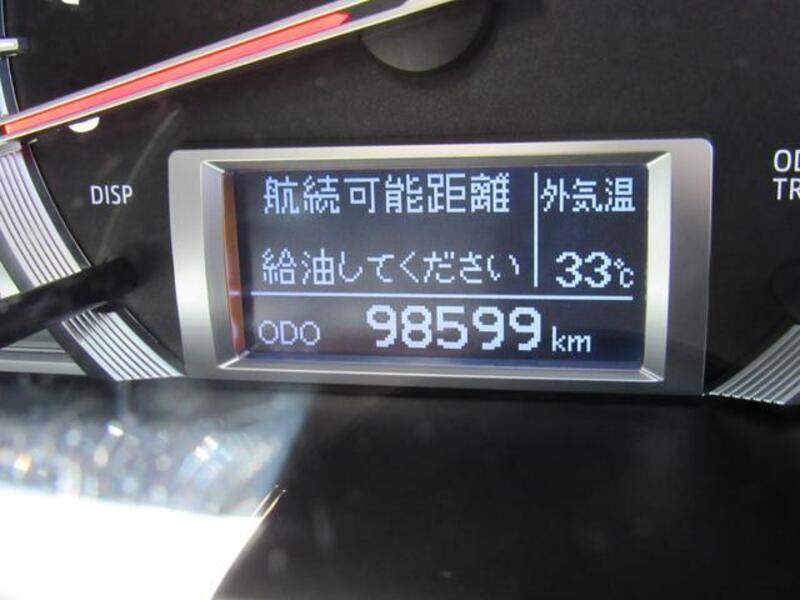 DISP
航続可能距離
給油してください
外気温
33℃
ODO 98599 km